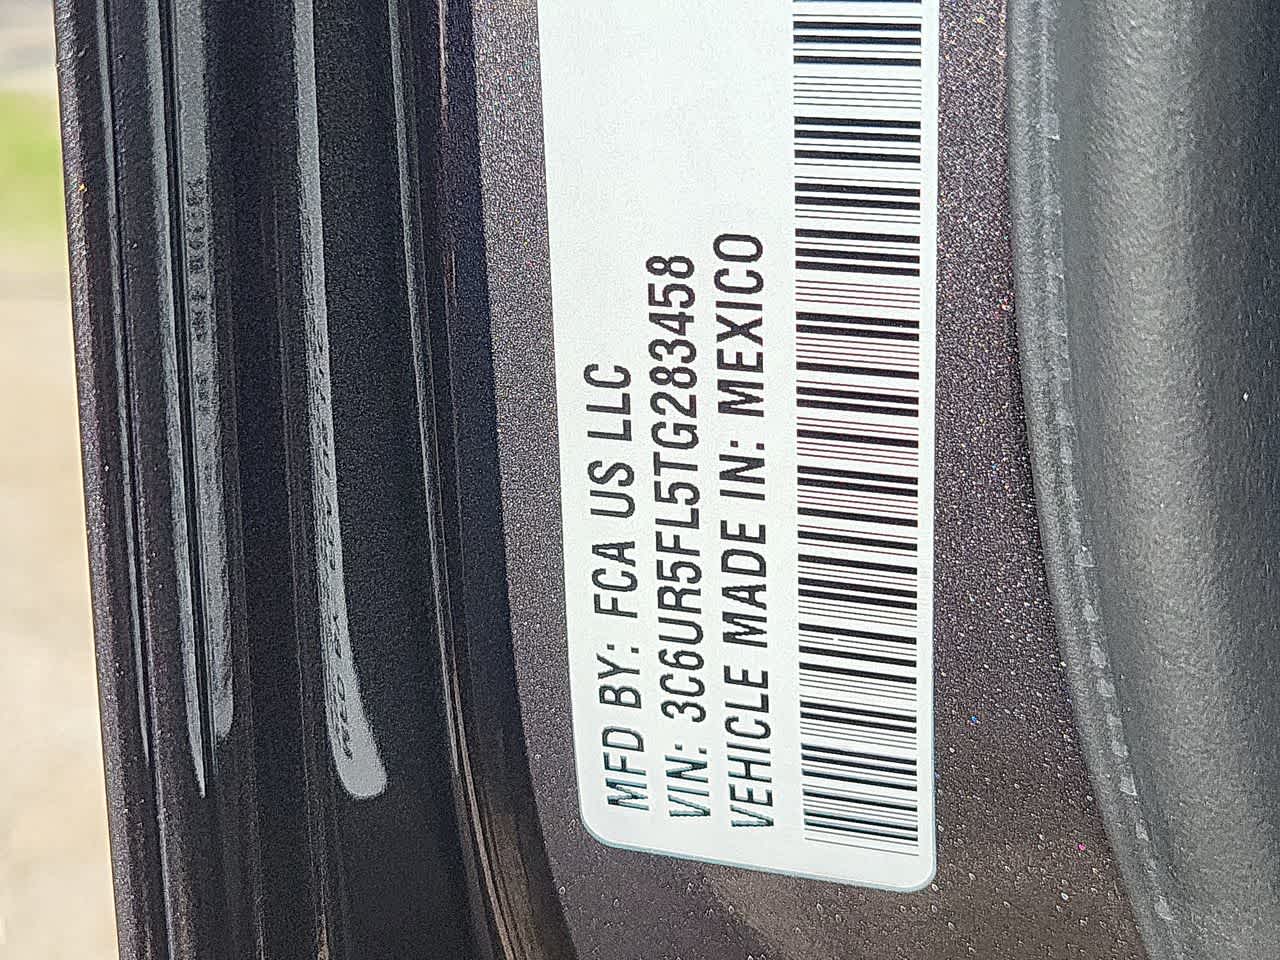 MFD BY: FCA US LLC
VIN: 3C6UR5FL5TG283458
VEHICLE MADE IN: MEXICO